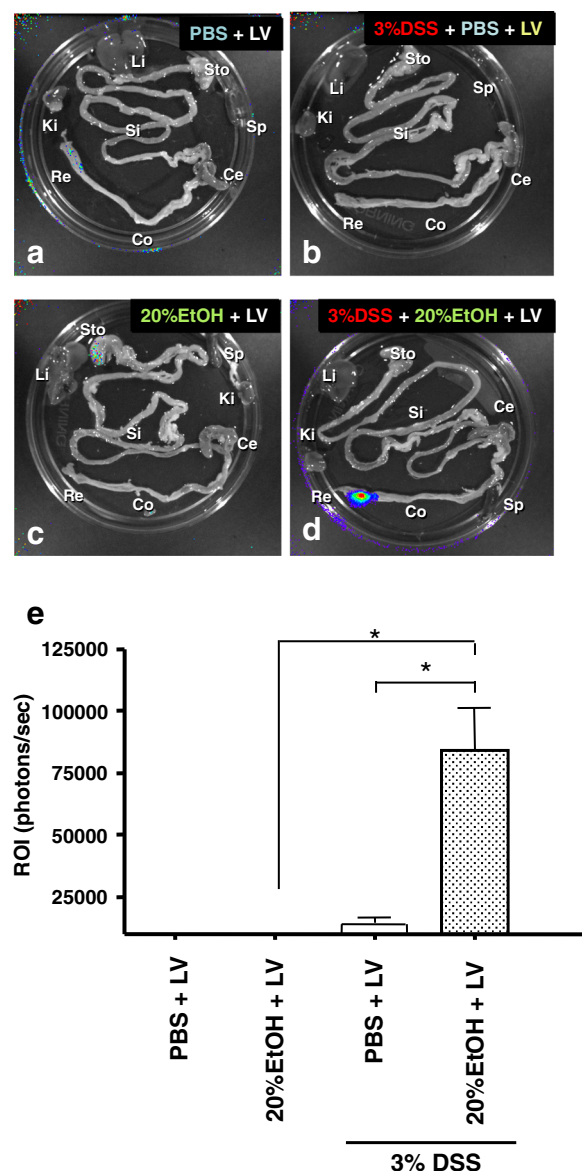 PBS + LV
Li
Sto
Ki
Si
Sp
Re
Ce
Co
a
3%DSS + PBS + LV
Li
Sp
Ki
Si
Ce
Re
Co
b
20%EtOH + LV
Sto
Sp
Li
Ki
Si
Ce
Re
Co
c
3%DSS + 20%EtOH + LV
Sto
Li
Si
Ce
Ki
Re
Co
Sp
d
e
125000
100000
75000
50000
25000
ROI (photons/sec)
*
*
PBS + LV
20%EtOH + LV
PBS + LV
20%EtOH + LV
3% DSS